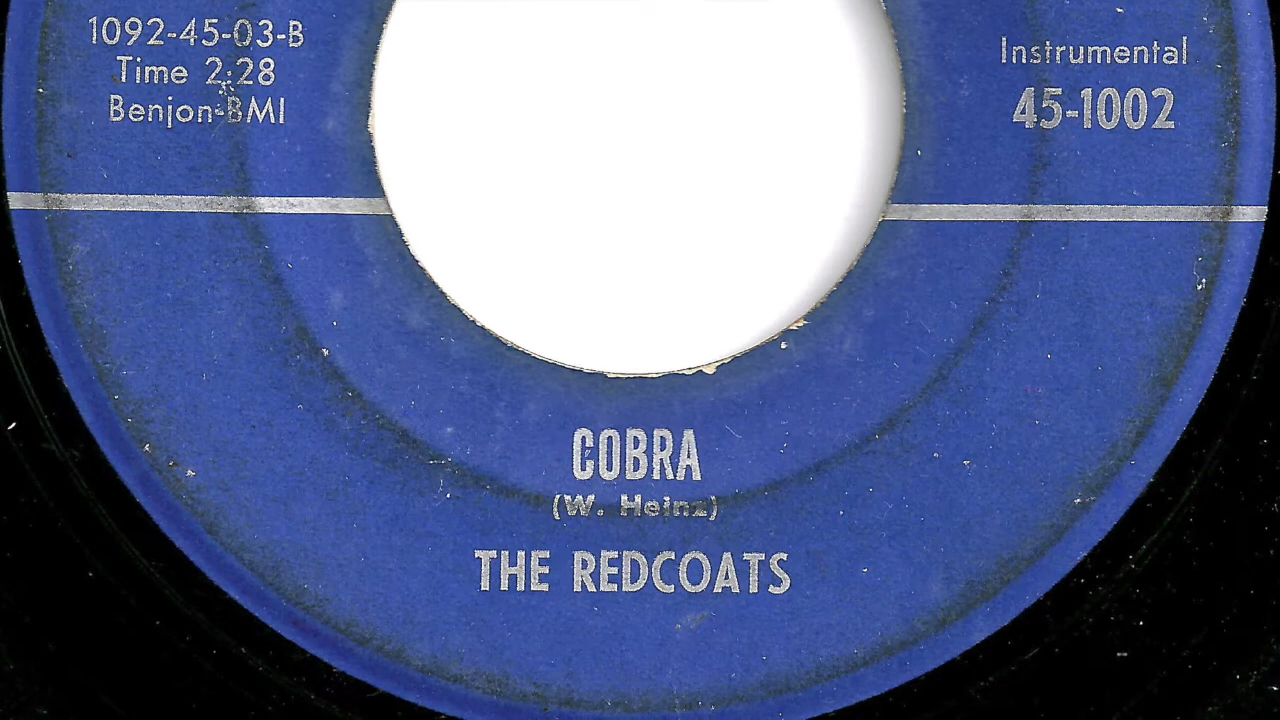 1092-45-03-B
Time 2:28
Benjon-BMI
Instrumental
45-1002
COBRA
(W. Heinz)
THE REDCOATS